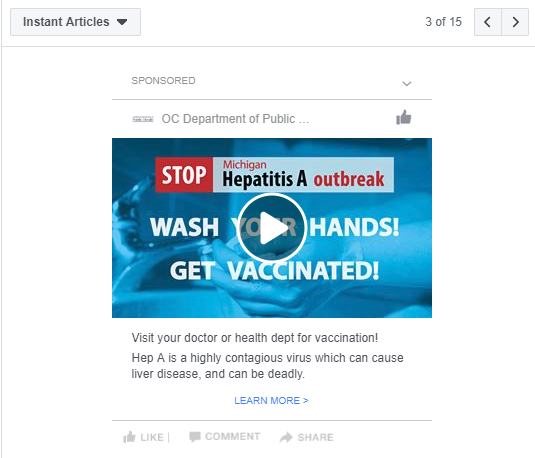 Instant Articles
3 of 15
SPONSORED
OC Department of Public ...
STOP
Michigan
Hepatitis A outbreak
WASH YOUR HANDS!
GET VACCINATED!
Visit your doctor or health dept for vaccination!
Hep A is a highly contagious virus which can cause
liver disease, and can be deadly.
LEARN MORE >
LIKE | COMMENT SHARE